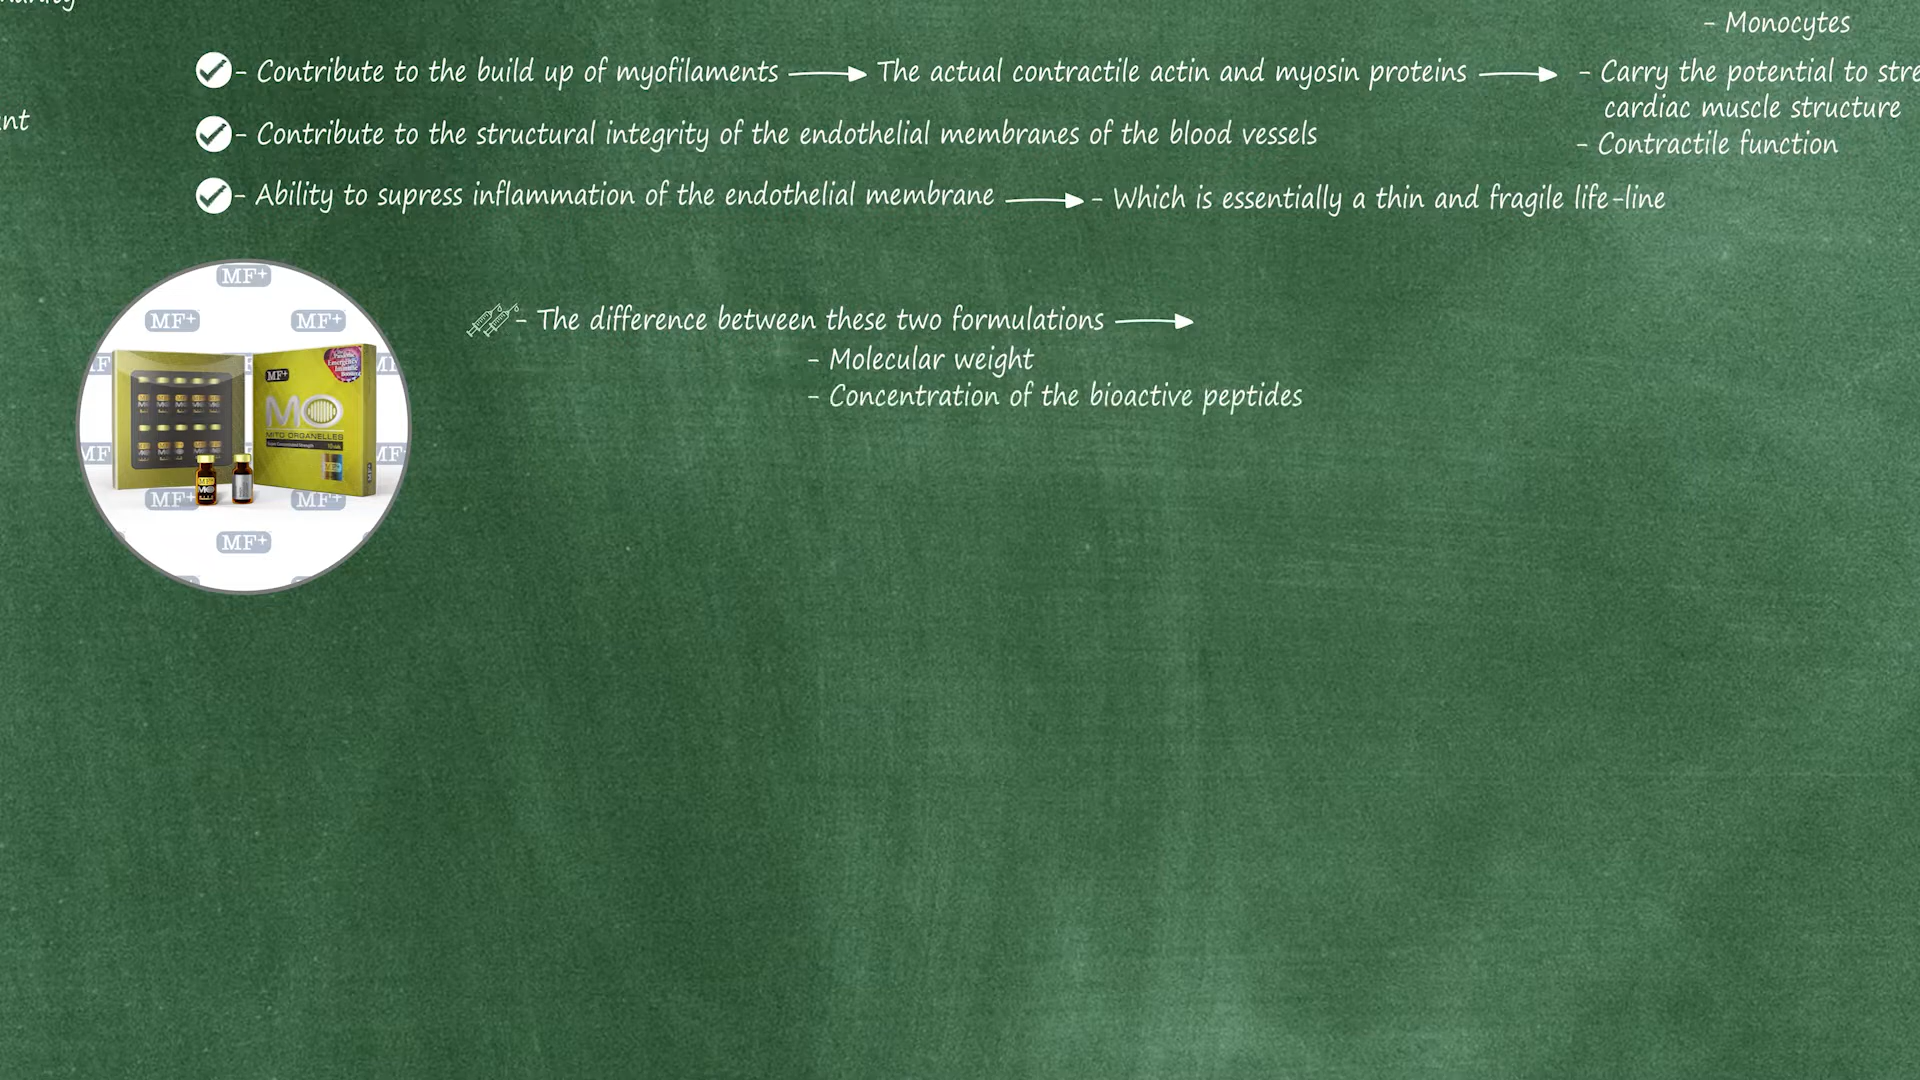 - Monocytes
- Contribute to the build up of myofilaments
The actual contractile actin and myosin proteins
- Carry the potential to stre
cardiac muscle structure
- Contractile function
nt
- Contribute to the structural integrity of the endothelial membranes of the blood vessels
- Ability to supress inflammation of the endothelial membrane
- Which is essentially a thin and fragile life-line
- The difference between these two formulations
- Molecular weight
- Concentration of the bioactive peptides
MF+
MF+
MF+
MF+
MO
MITO ORGANELLES
MF+
MF+
MF+
MF+
MF+